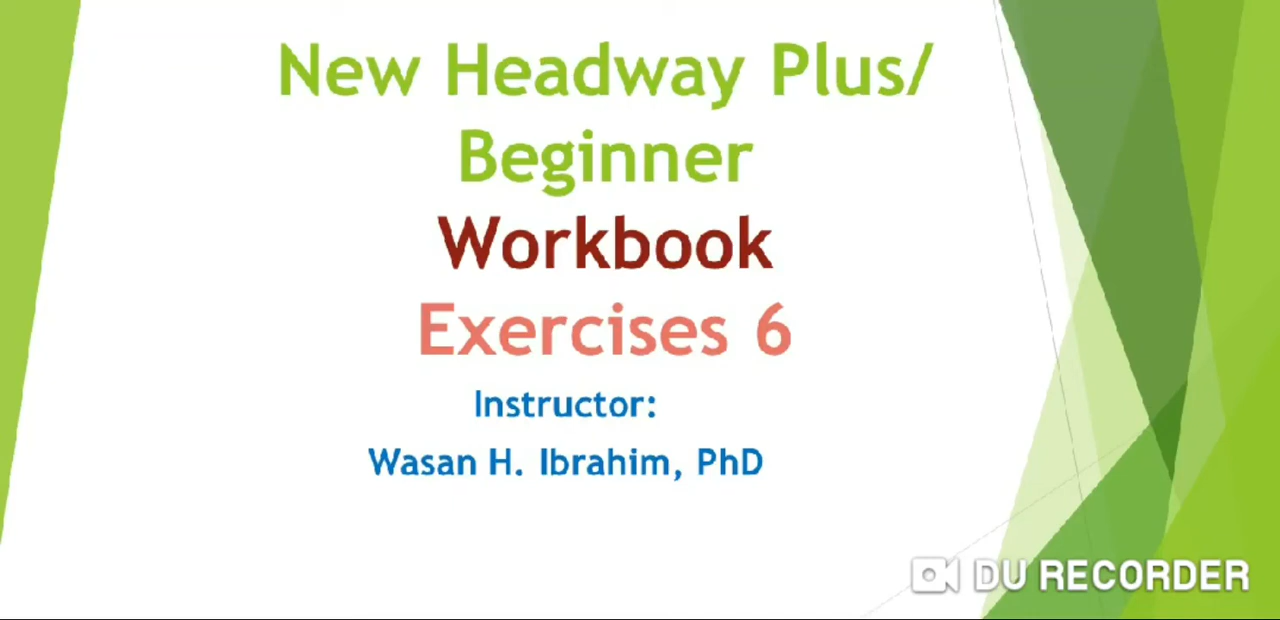 New Headway Plus/
Beginner
Workbook
Exercises 6
Instructor:
Wasan H. Ibrahim, PhD
DU RECORDER